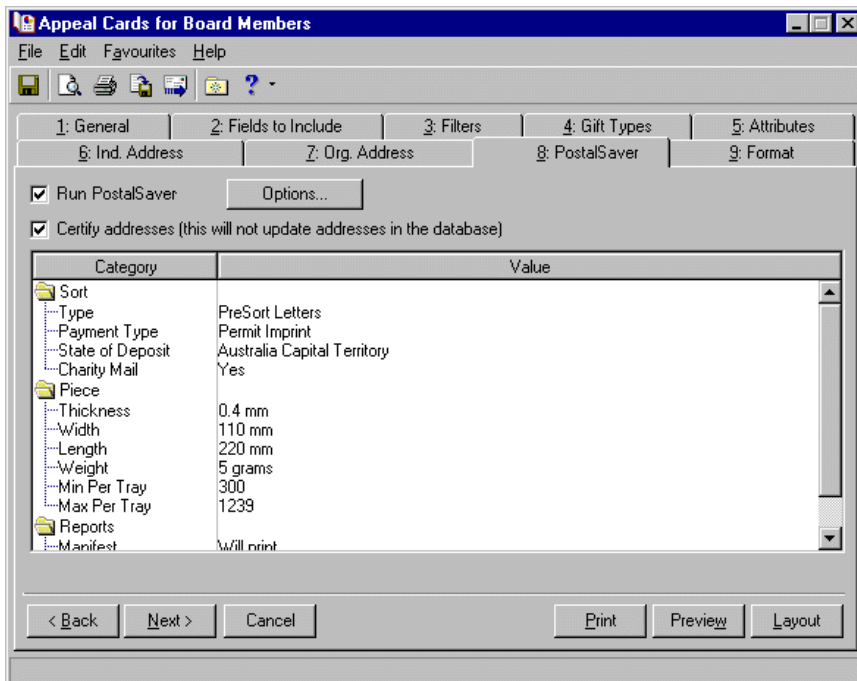 Appeal Cards for Board Members
File Edit Favourites Help
1: General 2: Fields to Include 3: Filters 4: Gift Types 5: Attributes
6: Ind. Address 7: Org. Address 8: PostalSaver 9: Format
Run PostalSaver Options...
Certify addresses (this will not update addresses in the database)
Category Value
Sort
Type PreSort Letters
Payment Type Permit Imprint
State of Deposit Australia Capital Territory
Charity Mail Yes
Piece
Thickness 0.4 mm
Width 110 mm
Length 220 mm
Weight 5 grams
Min Per Tray 300
Max Per Tray 1239
Reports
Manifest Will print
< Back Next > Cancel Print Preview Layout